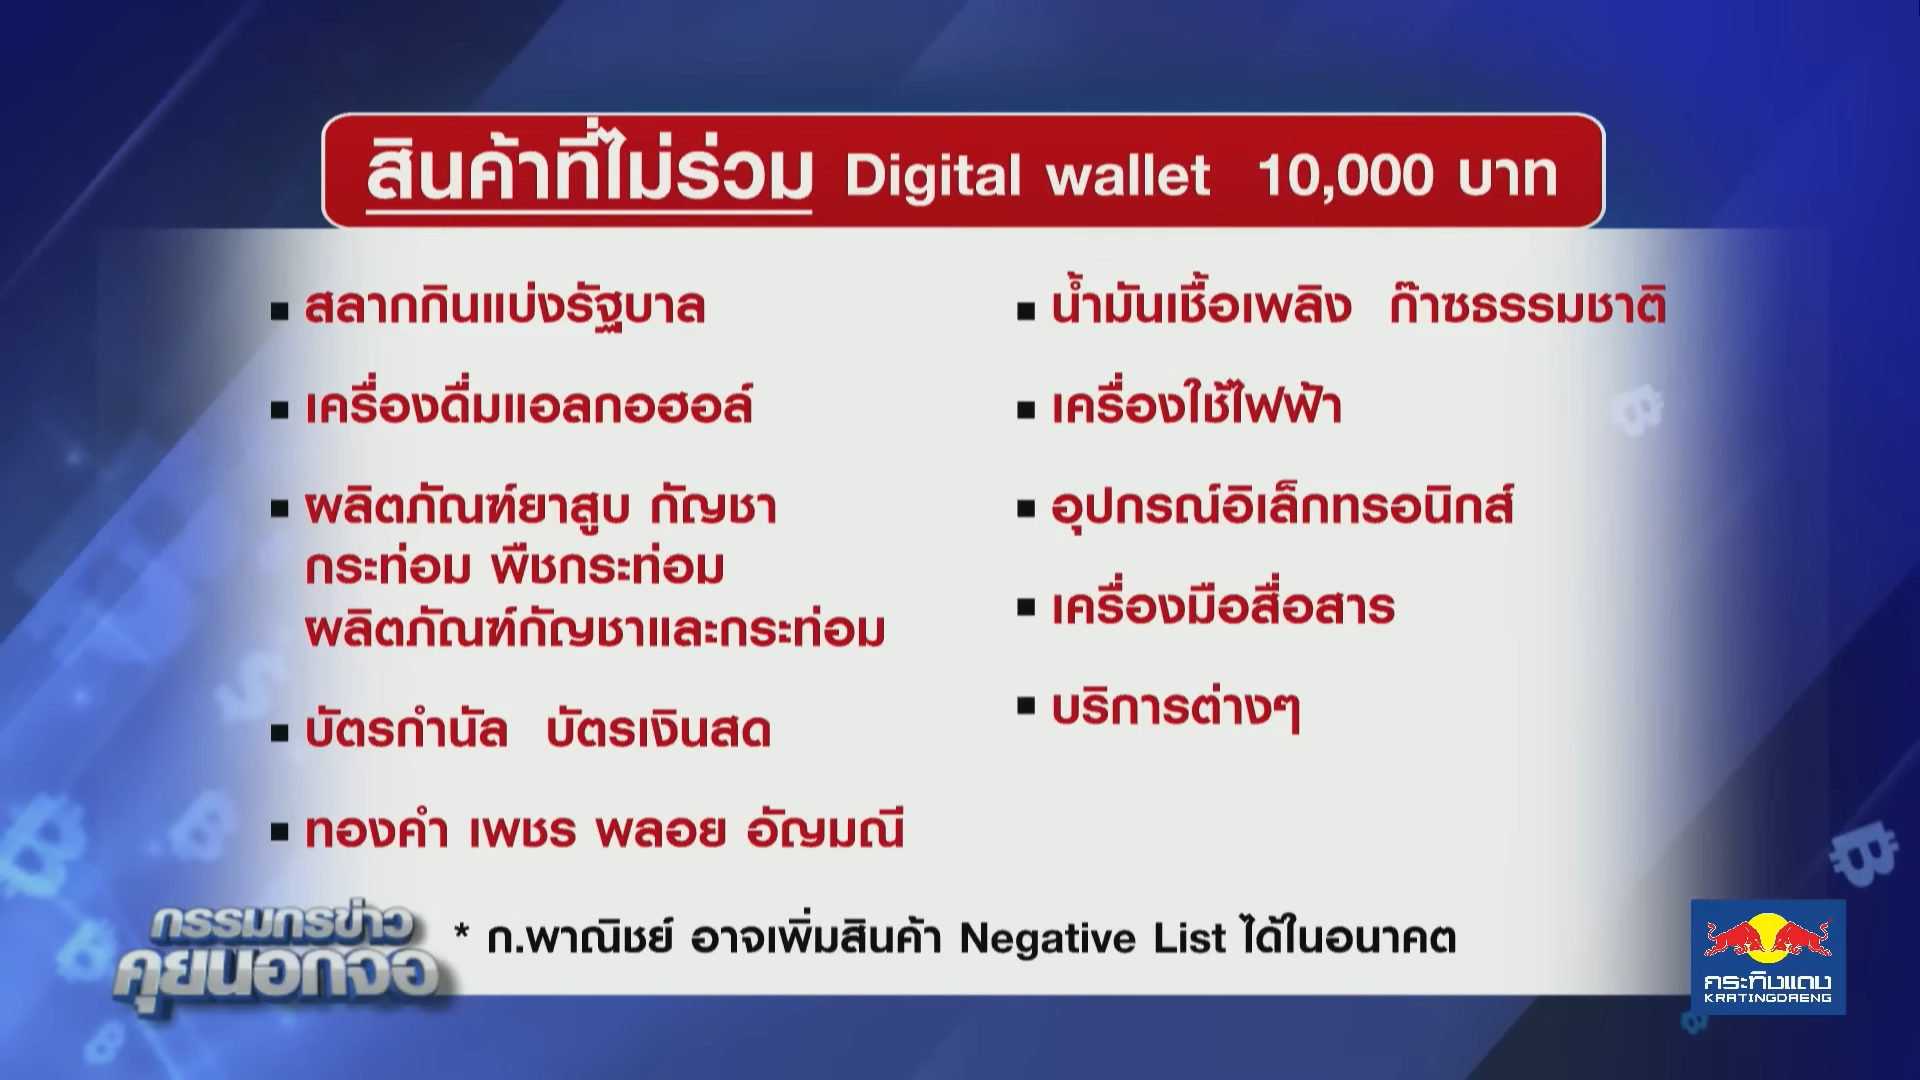 สินค้าที่ไม่ร่วม Digital wallet 10,000 บาท
▪ สลากกินแบ่งรัฐบาล
▪ เครื่องดื่มแอลกอฮอล์
▪ ผลิตภัณฑ์ยาสูบ กัญชา
กระท่อม พืชกระท่อม
ผลิตภัณฑ์กัญชาและกระท่อม
▪ บัตรกำนัล บัตรเงินสด
▪ ทองคำ เพชร พลอย อัญมณี
▪ น้ำมันเชื้อเพลิง ก๊าซธรรมชาติ
▪ เครื่องใช้ไฟฟ้า
▪ อุปกรณ์อิเล็กทรอนิกส์
▪ เครื่องมือสื่อสาร
▪ บริการต่างๆ
* ก.พาณิชย์ อาจเพิ่มสินค้า Negative List ได้ในอนาคต
กรรมกรข่าว
คุยนอกจอ
กระทิงแดง
KRATINGDAENG